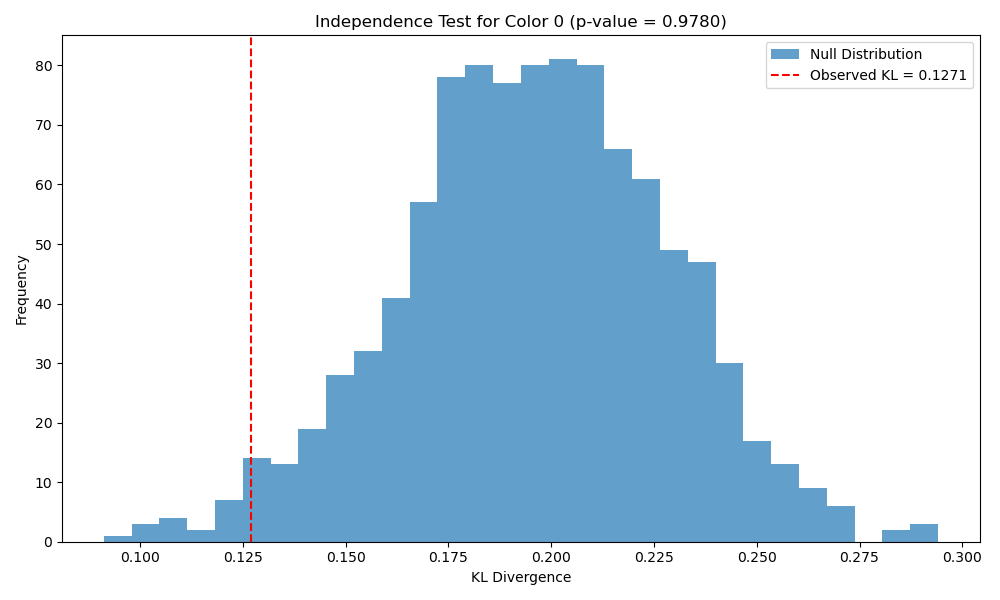 Independence Test for Color 0 (p-value = 0.9780)
Null Distribution
Observed KL = 0.1271
Frequency
80
70
60
50
40
30
20
10
0
0.100 0.125 0.150 0.175 0.200 0.225 0.250 0.275 0.300
KL Divergence